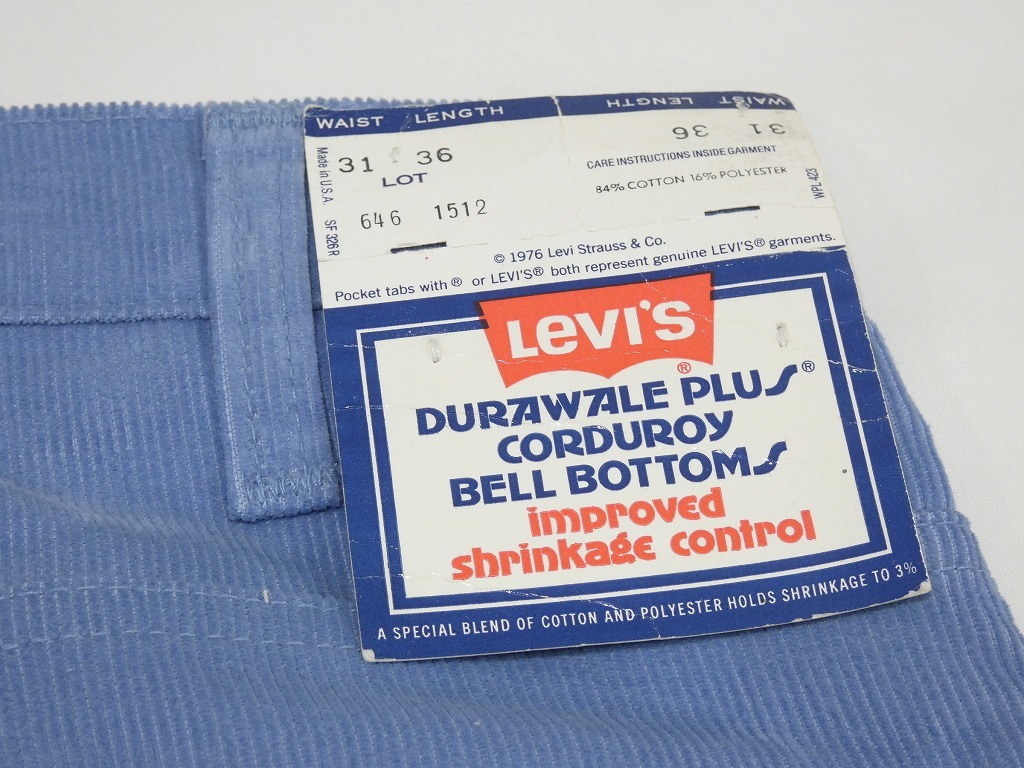 WAIST LENGTH
31 36
LOT
646 1512
Made in U.S.A. SF 326R
WAIST LENGTH
31 36
CARE INSTRUCTIONS INSIDE GARMENT
84% COTTON 16% POLYESTER
WPL 423
© 1976 Levi Strauss & Co.
Pocket tabs with ® or LEVI'S® both represent genuine LEVI'S® garments.
LEVI'S
®
DURAWALE PLUS®
CORDUROY
BELL BOTTOMS
improved
shrinkage control
A SPECIAL BLEND OF COTTON AND POLYESTER HOLDS SHRINKAGE TO 3%